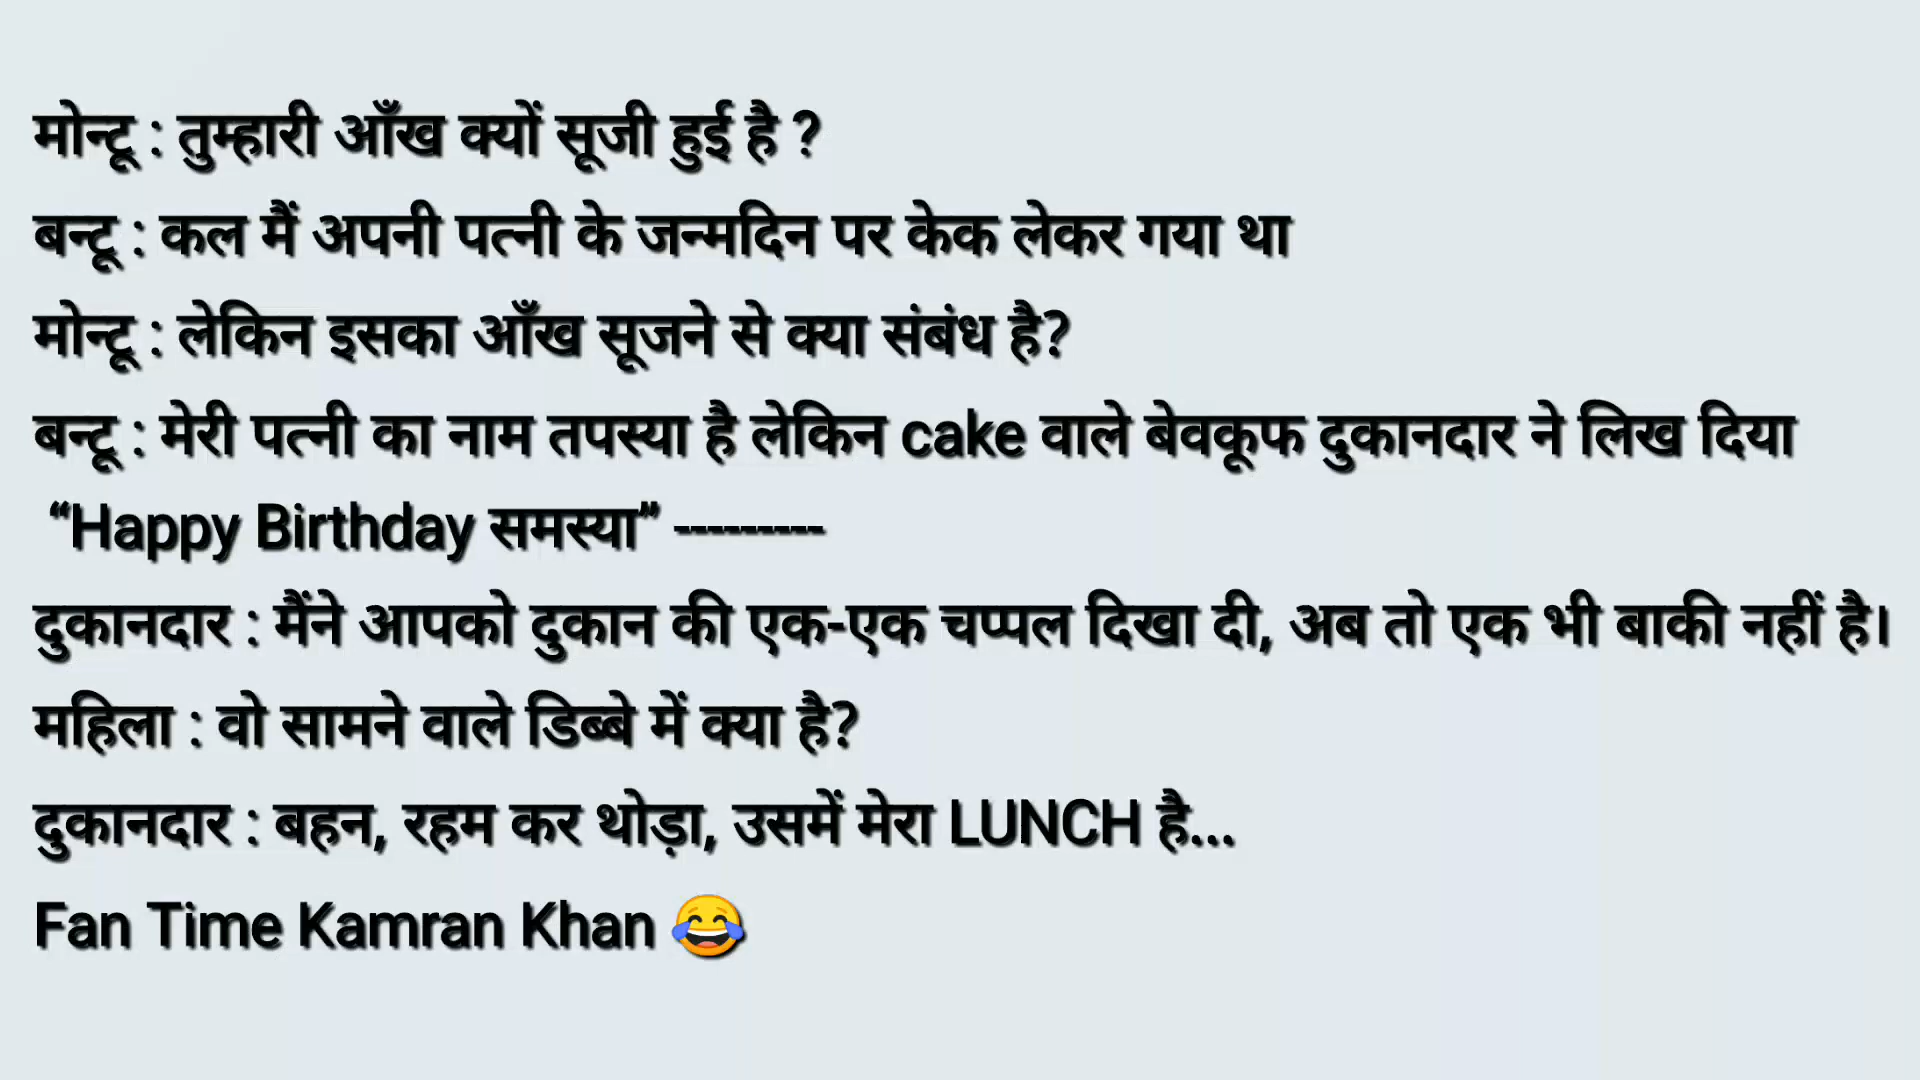 मोन्टू : तुम्हारी आँख क्यों सूजी हुई है ?
बन्टू : कल मैं अपनी पत्नी के जन्मदिन पर केक लेकर गया था
मोन्टू : लेकिन इसका आँख सूजने से क्या संबंध है?
बन्टू : मेरी पत्नी का नाम तपस्या है लेकिन cake वाले बेवकूफ दुकानदार ने लिख दिया
“Happy Birthday समस्या” ---------
दुकानदार : मैंने आपको दुकान की एक-एक चप्पल दिखा दी, अब तो एक भी बाकी नहीं है।
महिला : वो सामने वाले डिब्बे में क्या है?
दुकानदार : बहन, रहम कर थोड़ा, उसमें मेरा LUNCH है...
Fan Time Kamran Khan 😂